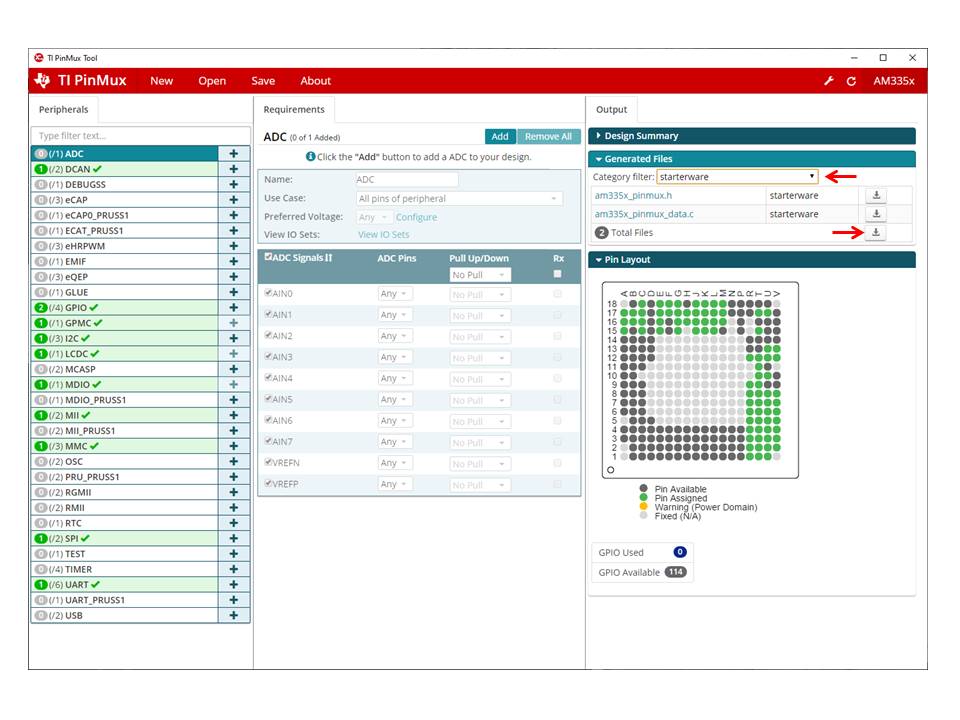 TI PinMux Tool
TI PinMux New Open Save About AM335x
Peripherals
Type filter text...
0 (/1) ADC +
1 (/2) DCAN ✔ +
0 (/1) DEBUGSS +
0 (/3) eCAP +
0 (/1) eCAP0_PRUSS1 +
0 (/1) ECAT_PRUSS1 +
0 (/3) eHRPWM +
0 (/1) EMIF +
0 (/3) eQEP +
0 (/1) GLUE +
2 (/4) GPIO ✔ +
1 (/1) GPMC ✔ +
1 (/3) I2C ✔ +
1 (/1) LCDC ✔ +
0 (/2) MCASP +
1 (/1) MDIO ✔ +
0 (/1) MDIO_PRUSS1 +
1 (/2) MII ✔ +
0 (/2) MII_PRUSS1 +
1 (/3) MMC ✔ +
0 (/2) OSC +
0 (/2) PRU_PRUSS1 +
0 (/2) RGMII +
0 (/2) RMII +
0 (/1) RTC +
1 (/2) SPI ✔ +
0 (/1) TEST +
0 (/4) TIMER +
1 (/6) UART ✔ +
0 (/1) UART_PRUSS1 +
0 (/2) USB +
Requirements
ADC (0 of 1 Added) Add Remove All
Click the "Add" button to add a ADC to your design.
Name: ADC
Use Case: All pins of peripheral
Preferred Voltage: Any Configure
View IO Sets: View IO Sets
ADC Signals ADC Pins Pull Up/Down Rx
No Pull
AIN0 Any No Pull
AIN1 Any No Pull
AIN2 Any No Pull
AIN3 Any No Pull
AIN4 Any No Pull
AIN5 Any No Pull
AIN6 Any No Pull
AIN7 Any No Pull
VREFN Any No Pull
VREFP Any No Pull
Output
Design Summary
Generated Files
Category filter: starterware
am335x_pinmux.h starterware
am335x_pinmux_data.c starterware
2 Total Files
Pin Layout
A B C D E F G H J K L M N P R T U V
18
17
16
15
14
13
12
11
10
9
8
7
6
5
4
3
2
1
Pin Available
Pin Assigned
Warning (Power Domain)
Fixed (N/A)
GPIO Used 0
GPIO Available 114